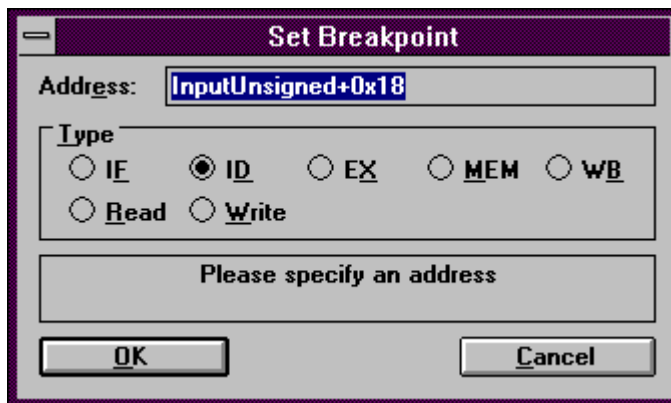 Set Breakpoint
Address: InputUnsigned+0x18
Type
IF ID EX MEM WB
Read Write
Please specify an address
OK Cancel